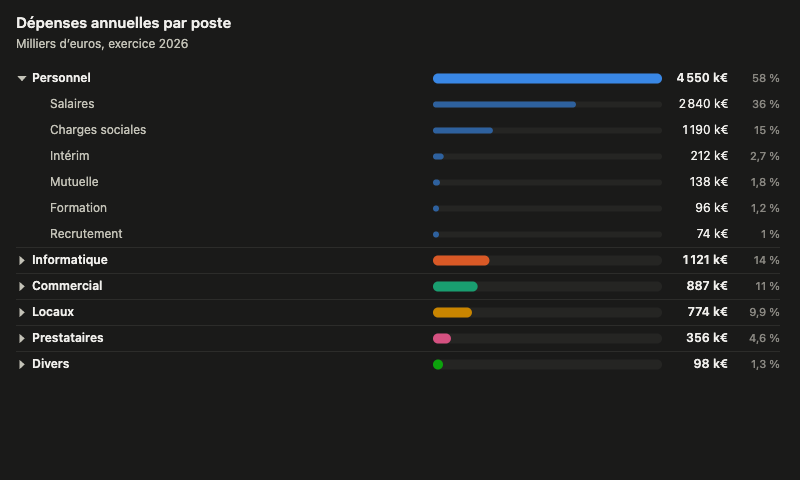 Dépenses annuelles par poste
Milliers d’euros, exercice 2026
Personnel 4 550 k€ 58 %
Salaires 2 840 k€ 36 %
Charges sociales 1 190 k€ 15 %
Intérim 212 k€ 2,7 %
Mutuelle 138 k€ 1,8 %
Formation 96 k€ 1,2 %
Recrutement 74 k€ 1 %
Informatique 1 121 k€ 14 %
Commercial 887 k€ 11 %
Locaux 774 k€ 9,9 %
Prestataires 356 k€ 4,6 %
Divers 98 k€ 1,3 %